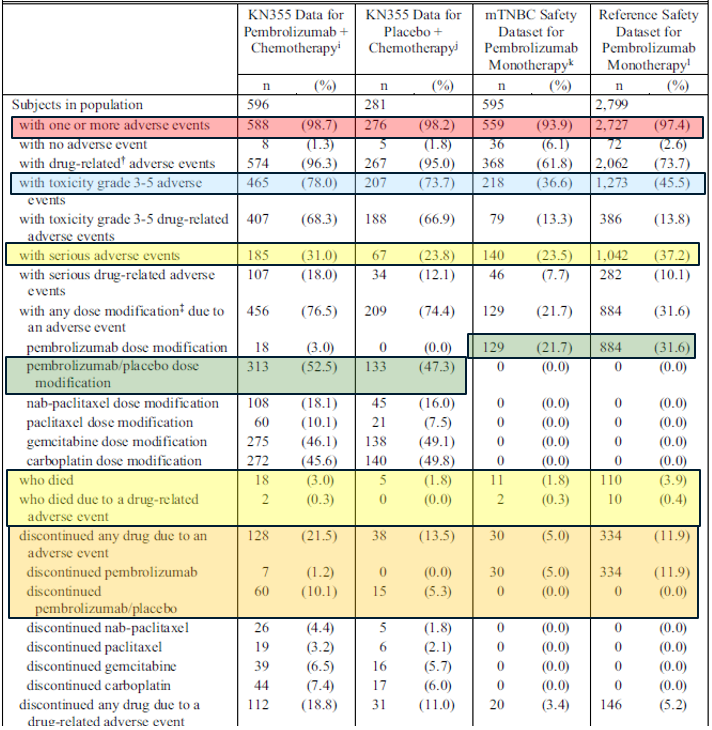 KN355 Data for Pembrolizumab + Chemotherapyⁱ KN355 Data for Placebo + Chemotherapyʲ mTNBC Safety Dataset for Pembrolizumab Monotherapyᵏ Reference Safety Dataset for Pembrolizumab Monotherapyˡ
n (%) n (%) n (%) n (%)
Subjects in population 596 281 595 2,799
with one or more adverse events 588 (98.7) 276 (98.2) 559 (93.9) 2,727 (97.4)
with no adverse event 8 (1.3) 5 (1.8) 36 (6.1) 72 (2.6)
with drug-related† adverse events 574 (96.3) 267 (95.0) 368 (61.8) 2,062 (73.7)
with toxicity grade 3-5 adverse 465 (78.0) 207 (73.7) 218 (36.6) 1,273 (45.5)
events
with toxicity grade 3-5 drug-related 407 (68.3) 188 (66.9) 79 (13.3) 386 (13.8)
adverse events
with serious adverse events 185 (31.0) 67 (23.8) 140 (23.5) 1,042 (37.2)
with serious drug-related adverse 107 (18.0) 34 (12.1) 46 (7.7) 282 (10.1)
events
with any dose modification‡ due to 456 (76.5) 209 (74.4) 129 (21.7) 884 (31.6)
an adverse event
pembrolizumab dose modification 18 (3.0) 0 (0.0) 129 (21.7) 884 (31.6)
pembrolizumab/placebo dose 313 (52.5) 133 (47.3) 0 (0.0) 0 (0.0)
modification
nab-paclitaxel dose modification 108 (18.1) 45 (16.0) 0 (0.0) 0 (0.0)
paclitaxel dose modification 60 (10.1) 21 (7.5) 0 (0.0) 0 (0.0)
gemcitabine dose modification 275 (46.1) 138 (49.1) 0 (0.0) 0 (0.0)
carboplatin dose modification 272 (45.6) 140 (49.8) 0 (0.0) 0 (0.0)
who died 18 (3.0) 5 (1.8) 11 (1.8) 110 (3.9)
who died due to a drug-related 2 (0.3) 0 (0.0) 2 (0.3) 10 (0.4)
adverse event
discontinued any drug due to an 128 (21.5) 38 (13.5) 30 (5.0) 334 (11.9)
adverse event
discontinued pembrolizumab 7 (1.2) 0 (0.0) 30 (5.0) 334 (11.9)
discontinued 60 (10.1) 15 (5.3) 0 (0.0) 0 (0.0)
pembrolizumab/placebo
discontinued nab-paclitaxel 26 (4.4) 5 (1.8) 0 (0.0) 0 (0.0)
discontinued paclitaxel 19 (3.2) 6 (2.1) 0 (0.0) 0 (0.0)
discontinued gemcitabine 39 (6.5) 16 (5.7) 0 (0.0) 0 (0.0)
discontinued carboplatin 44 (7.4) 17 (6.0) 0 (0.0) 0 (0.0)
discontinued any drug due to a 112 (18.8) 31 (11.0) 20 (3.4) 146 (5.2)
drug-related adverse event